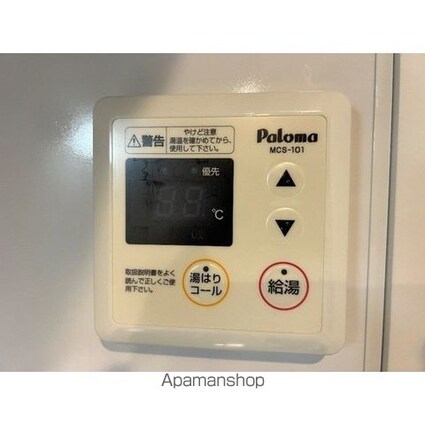 警告
やけど注意
湯温を確かめてから、
使用して下さい。
Paloma
MCS-101
優先
℃
取扱説明書をよく
読んで正しくご使
用下さい。
湯はり
コール
給湯
Apamanshop